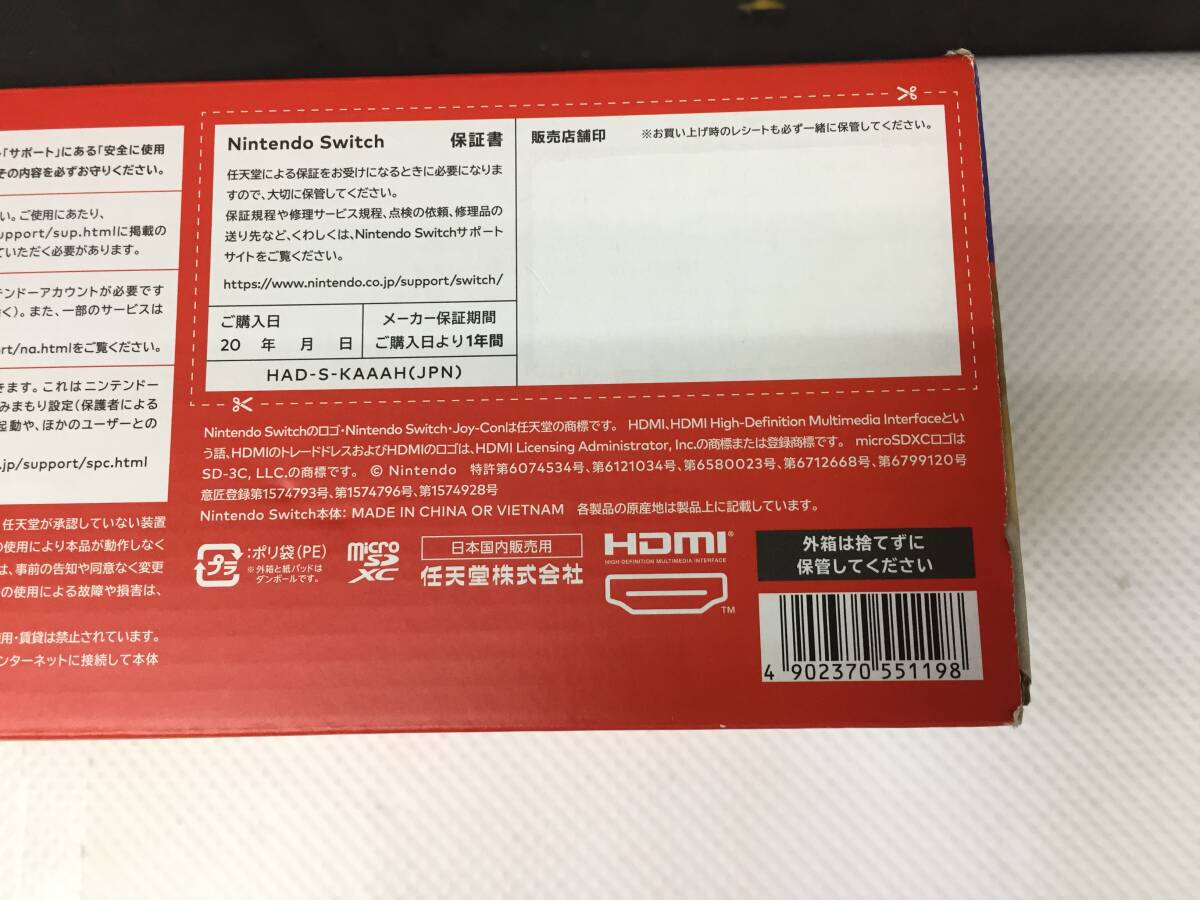 「サポート」にある「安全に使用
その内容を必ずお守りください。
い。ご使用にあたり、
upport/sup.htmlに掲載の
ていただく必要があります。
テンドーアカウントが必要です
く)。また、一部のサービスは
ort/na.htmlをご覧ください。
きます。これはニンテンドー
みまもり設定(保護者による
起動や、ほかのユーザーとの
.jp/support/spc.html
任天堂が承認していない装置
の使用により本品が動作しなく
は、事前の告知や同意なく変更
の使用による故障や損害は、
使用・賃貸は禁止されています。
ンターネットに接続して本体
Nintendo Switch 保証書
任天堂による保証をお受けになるときに必要になりま
すので、大切に保管してください。
保証規程や修理サービス規程、点検の依頼、修理品の
送り先など、くわしくは、Nintendo Switchサポート
サイトをご覧ください。
https://www.nintendo.co.jp/support/switch/
ご購入日
20 年 月 日
メーカー保証期間
ご購入日より1年間
HAD-S-KAAAH(JPN)
販売店舗印 ※お買い上げ時のレシートも必ず一緒に保管してください。
Nintendo Switchのロゴ・Nintendo Switch・Joy-Conは任天堂の商標です。 HDMI、HDMI High-Definition Multimedia Interfaceとい
う語、HDMIのトレードドレスおよびHDMIのロゴは、HDMI Licensing Administrator, Inc.の商標または登録商標です。 microSDXCロゴは
SD-3C, LLC.の商標です。 © Nintendo 特許第6074534号、第6121034号、第6580023号、第6712668号、第6799120号
意匠登録第1574793号、第1574796号、第1574928号
Nintendo Switch本体: MADE IN CHINA OR VIETNAM 各製品の原産地は製品上に記載しています。
プラ
:ポリ袋(PE)
※外箱と紙パッドは
ダンボールです。
micro
SD
XC
日本国内販売用
任天堂株式会社
HDMI®
HIGH DEFINITION MULTIMEDIA INTERFACE
TM
外箱は捨てずに
保管してください
4 902370 551198